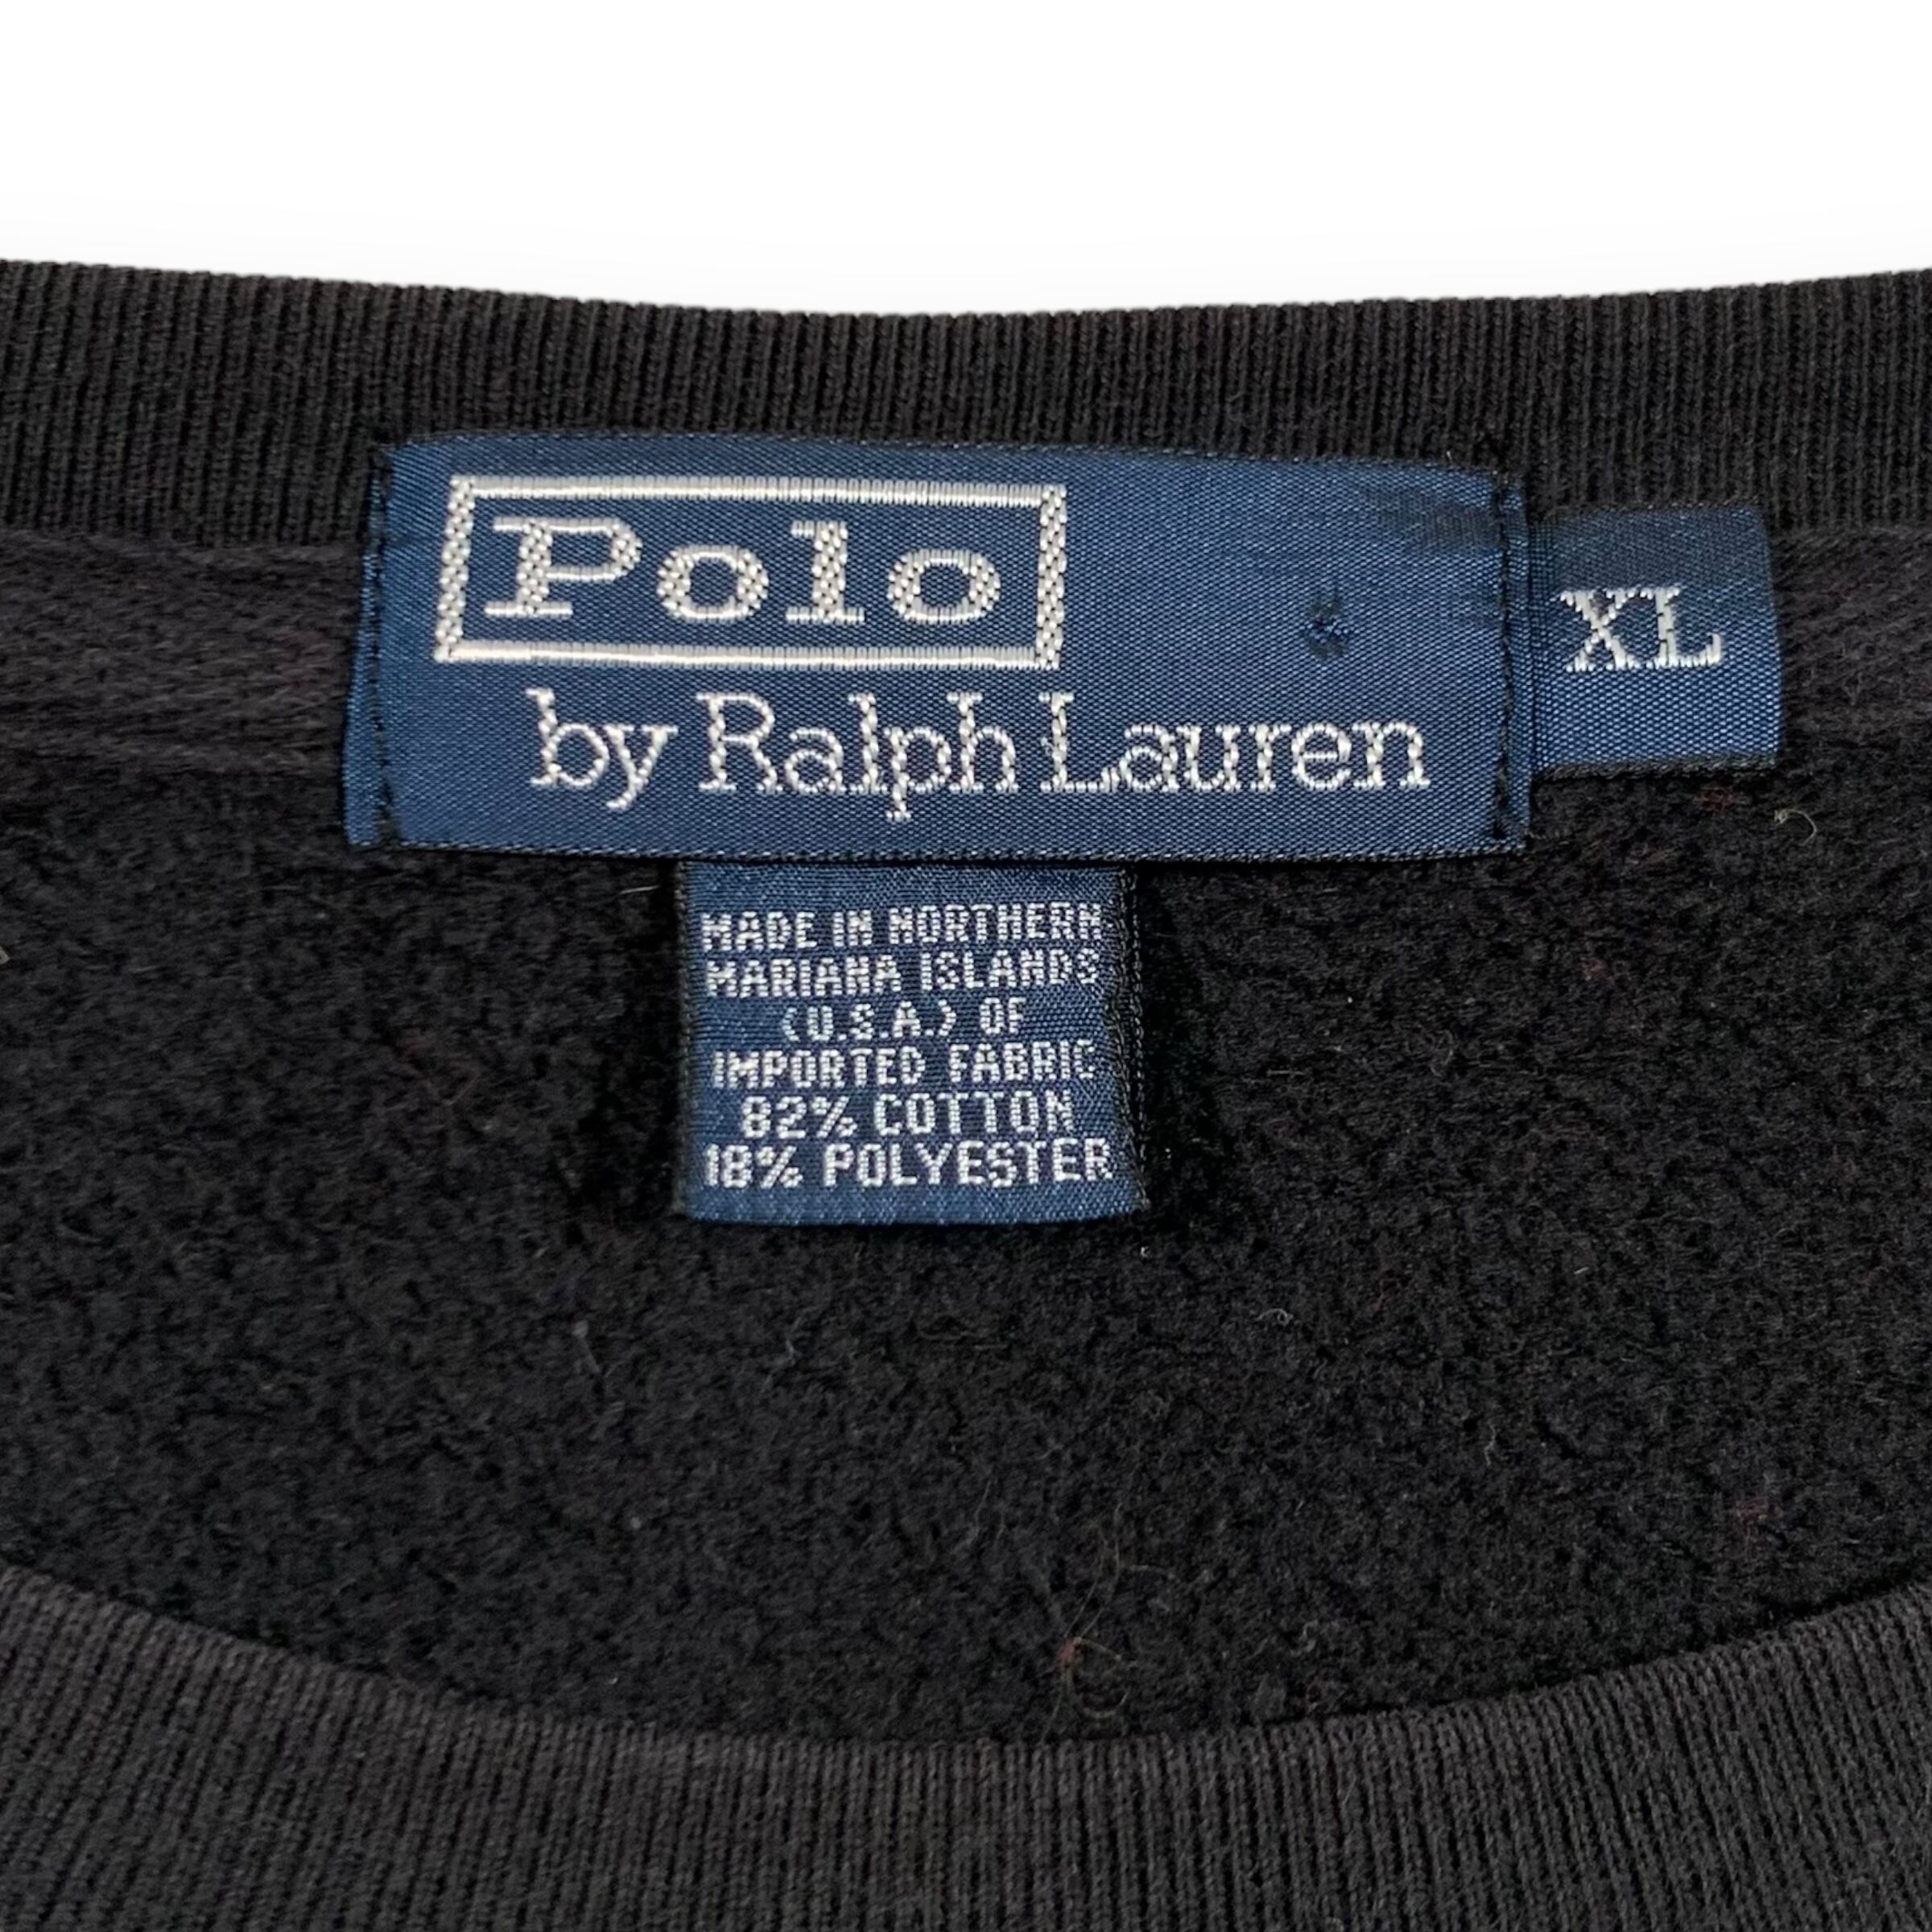 Polo
by Ralph Lauren
XL
MADE IN NORTHERN
MARIANA ISLANDS
(U.S.A.) OF
IMPORTED FABRIC
82% COTTON
18% POLYESTER